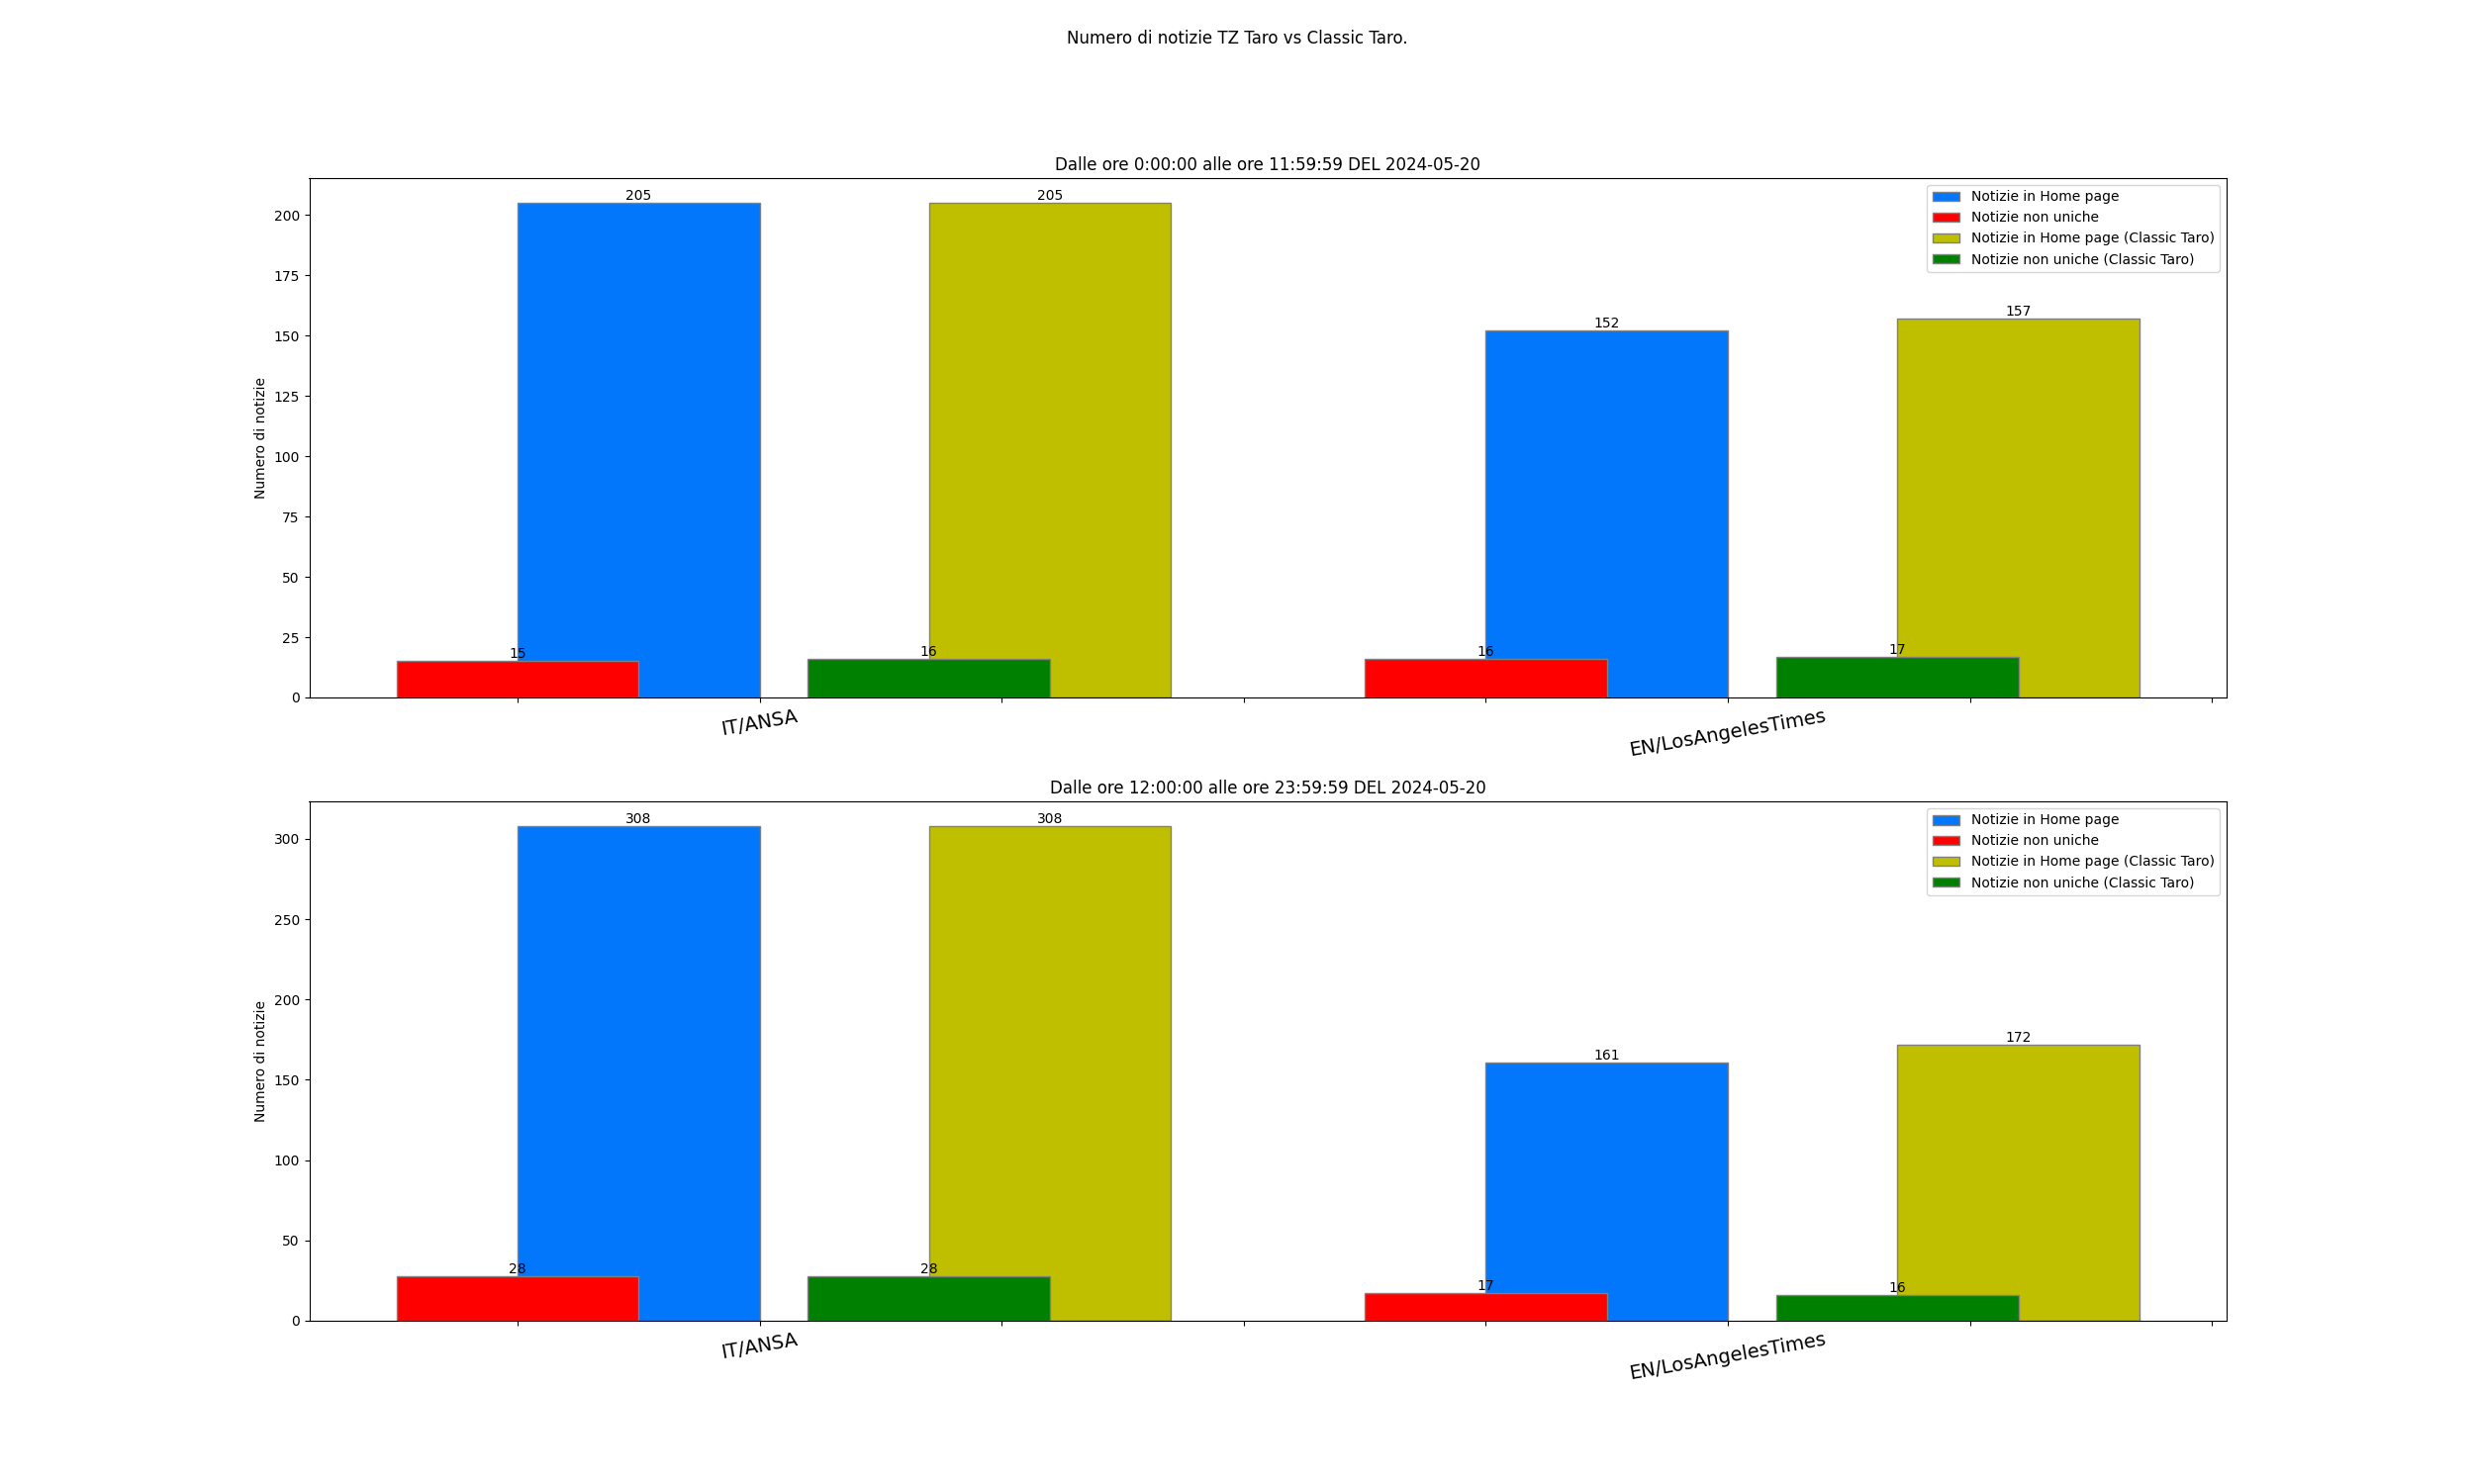 Numero di notizie TZ Taro vs Classic Taro.
Dalle ore 0:00:00 alle ore 11:59:59 DEL 2024-05-20
Numero di notizie
200
175
150
125
100
75
50
25
0
205
205
152
157
15
16
16
17
Notizie in Home page
Notizie non uniche
Notizie in Home page (Classic Taro)
Notizie non uniche (Classic Taro)
IT/ANSA
EN/LosAngelesTimes
Dalle ore 12:00:00 alle ore 23:59:59 DEL 2024-05-20
Numero di notizie
300
250
200
150
100
50
0
308
308
161
172
28
28
17
16
Notizie in Home page
Notizie non uniche
Notizie in Home page (Classic Taro)
Notizie non uniche (Classic Taro)
IT/ANSA
EN/LosAngelesTimes